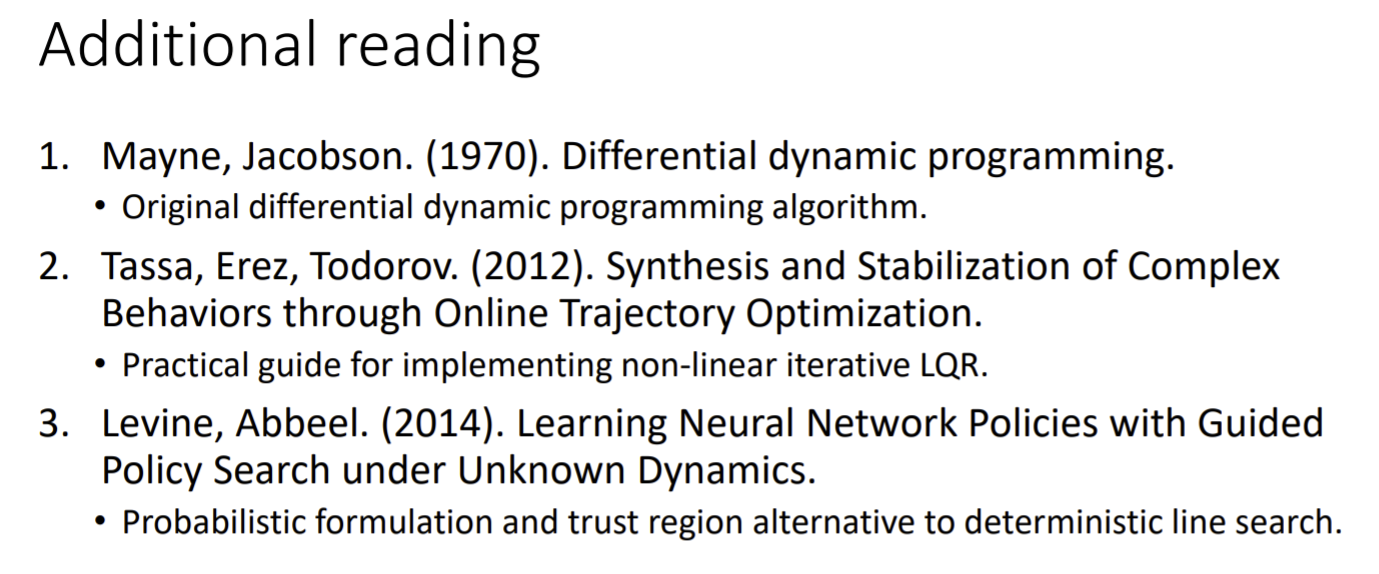 Additional reading
1. Mayne, Jacobson. (1970). Differential dynamic programming.
• Original differential dynamic programming algorithm.
2. Tassa, Erez, Todorov. (2012). Synthesis and Stabilization of Complex
Behaviors through Online Trajectory Optimization.
• Practical guide for implementing non-linear iterative LQR.
3. Levine, Abbeel. (2014). Learning Neural Network Policies with Guided
Policy Search under Unknown Dynamics.
• Probabilistic formulation and trust region alternative to deterministic line search.